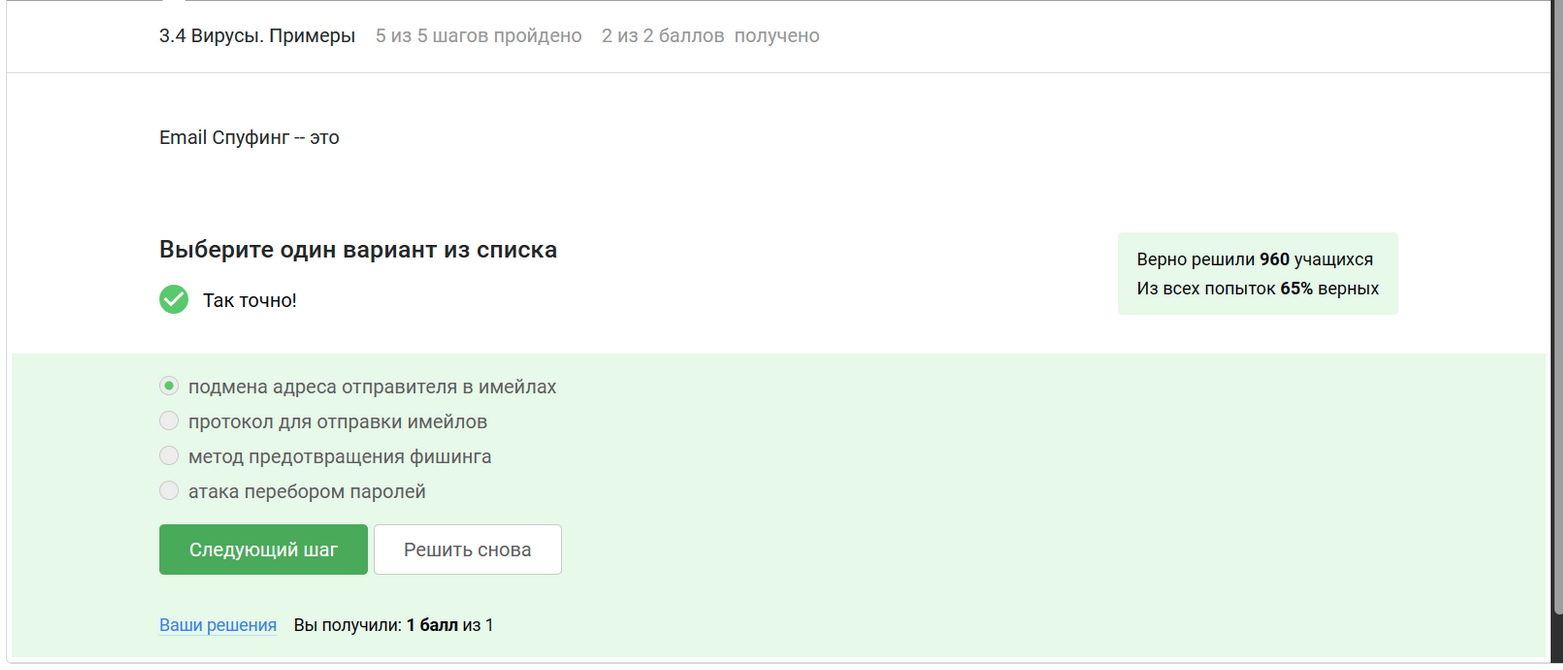 3.4 Вирусы. Примеры 5 из 5 шагов пройдено 2 из 2 баллов получено
Email Спуфинг -- это
Выберите один вариант из списка
Так точно!
Верно решили 960 учащихся
Из всех попыток 65% верных
подмена адреса отправителя в имейлах
протокол для отправки имейлов
метод предотвращения фишинга
атака перебором паролей
Следующий шаг Решить снова
Ваши решения Вы получили: 1 балл из 1